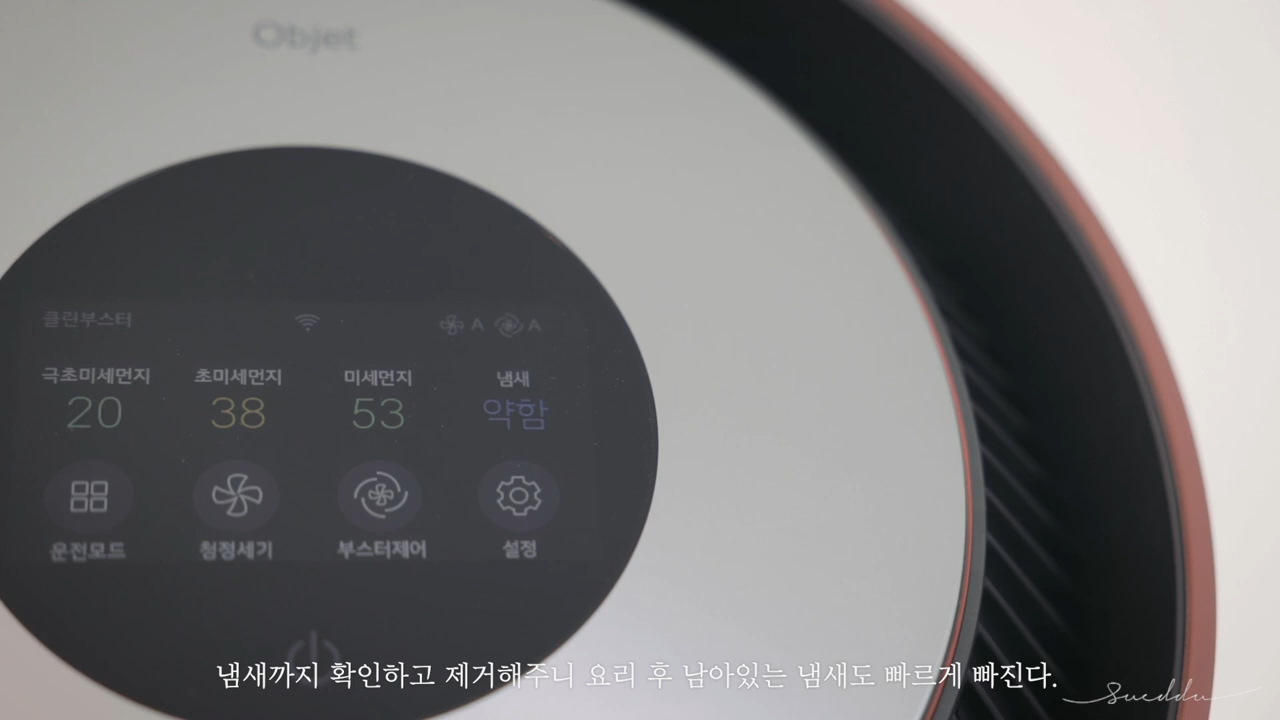 Objet
클린부스터 A A
극초미세먼지 초미세먼지 미세먼지 냄새
20 38 53 약함
운전모드 청정세기 부스터제어 설정
냄새까지 확인하고 제거해주니 요리 후 남아있는 냄새도 빠르게 빠진다.
Sueddu